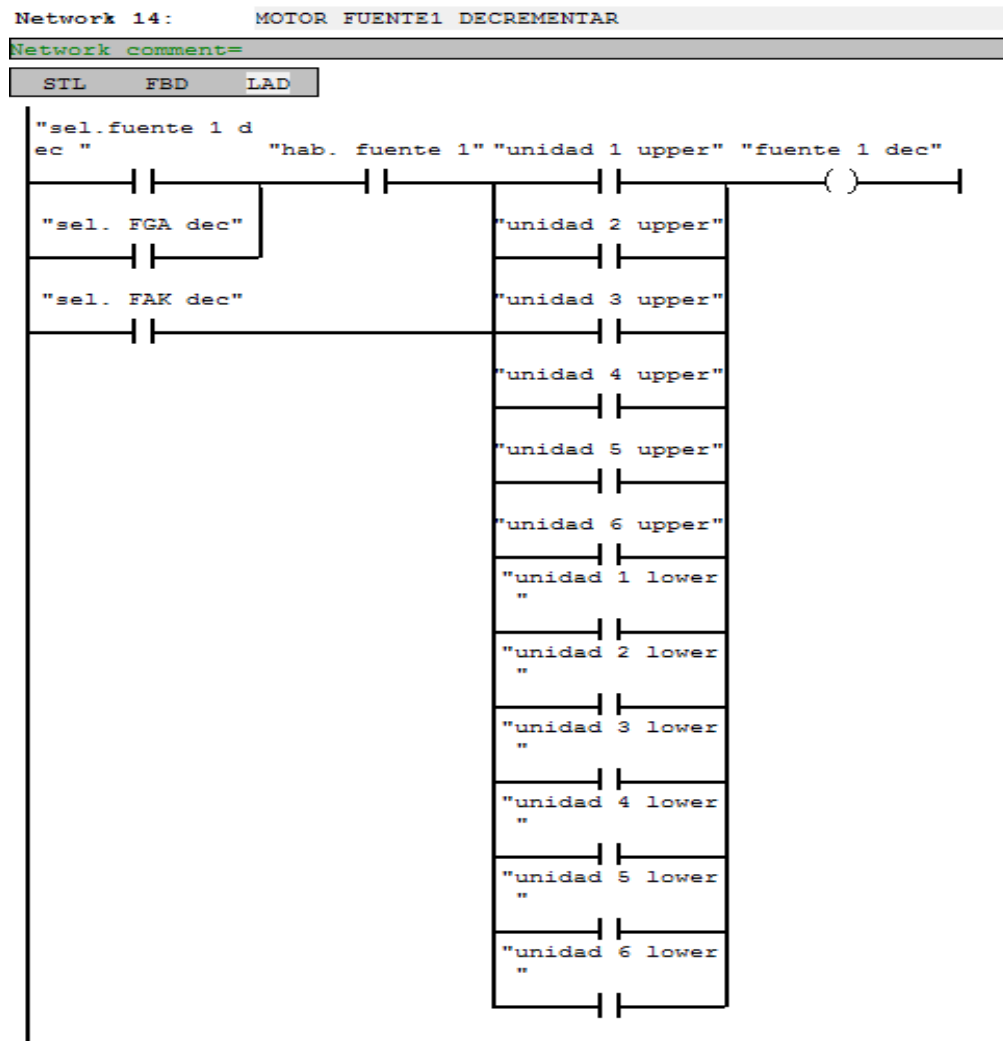 Network 14: MOTOR FUENTE1 DECREMENTAR
Network comment=
STL FBD LAD
"sel.fuente 1 d
ec " "hab. fuente 1" "unidad 1 upper" "fuente 1 dec"
"sel. FGA dec" "unidad 2 upper"
"sel. FAK dec" "unidad 3 upper"
"unidad 4 upper"
"unidad 5 upper"
"unidad 6 upper"
"unidad 1 lower
"
"unidad 2 lower
"
"unidad 3 lower
"
"unidad 4 lower
"
"unidad 5 lower
"
"unidad 6 lower
"